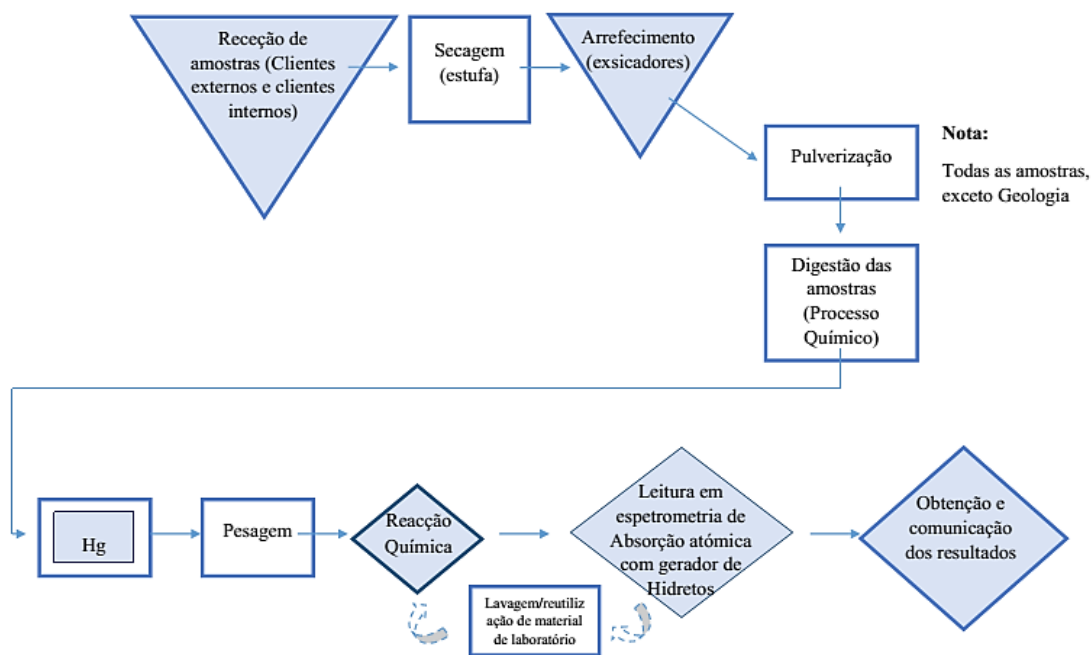 Receção de
amostras (Clientes
externos e clientes
internos)
Secagem
(estufa)
Arrefecimento
(exsicadores)
Pulverização
Nota:
Todas as amostras,
exceto Geologia
Digestão das
amostras
(Processo
Químico)
Hg
Pesagem
Reacção
Química
Leitura em
espetrometria de
Absorção atómica
com gerador de
Hidretos
Obtenção e
comunicação
dos resultados
Lavagem/reutiliz
ação de material
de laboratório